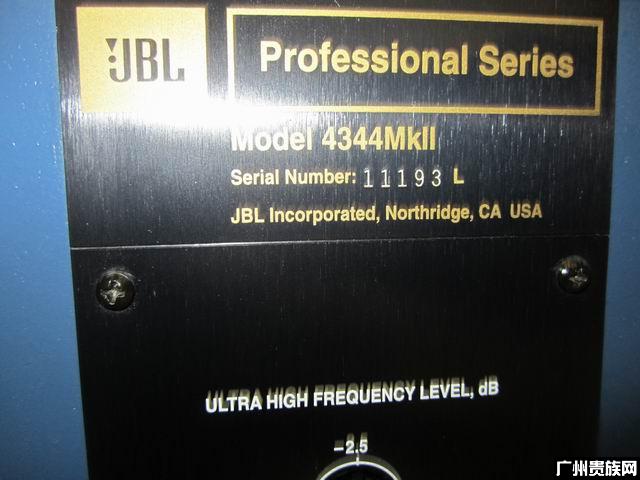 JBL
Professional Series
Model 4344MkII
Serial Number: 11193 L
JBL Incorporated, Northridge, CA USA
ULTRA HIGH FREQUENCY LEVEL, dB
-2.5
广州贵族网